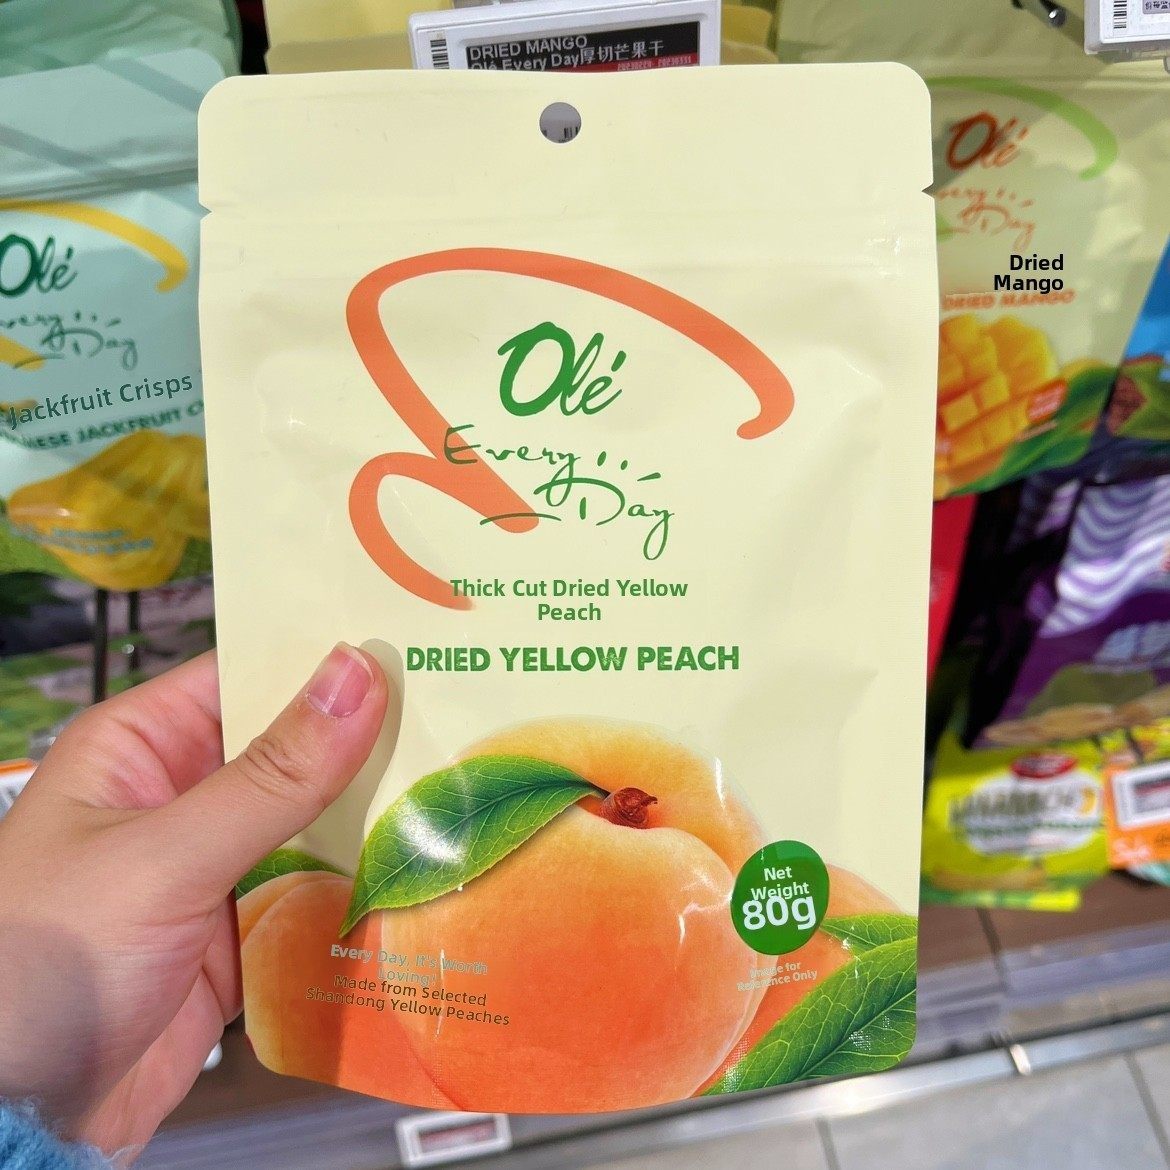 DRIED MANGO
Olé Every Day厚切芒果干
Olé
Every
Day
Thick Cut Dried Yellow
Peach
DRIED YELLOW PEACH
Net
Weight
80g
Every Day, It's Worth
Loving!
Made from Selected
Shandong Yellow Peaches
Image for
Reference Only
Olé
Every
Day
Jackfruit Crisps
JACKFRUIT
Olé
Every
Day
Dried
Mango
DRIED MANGO